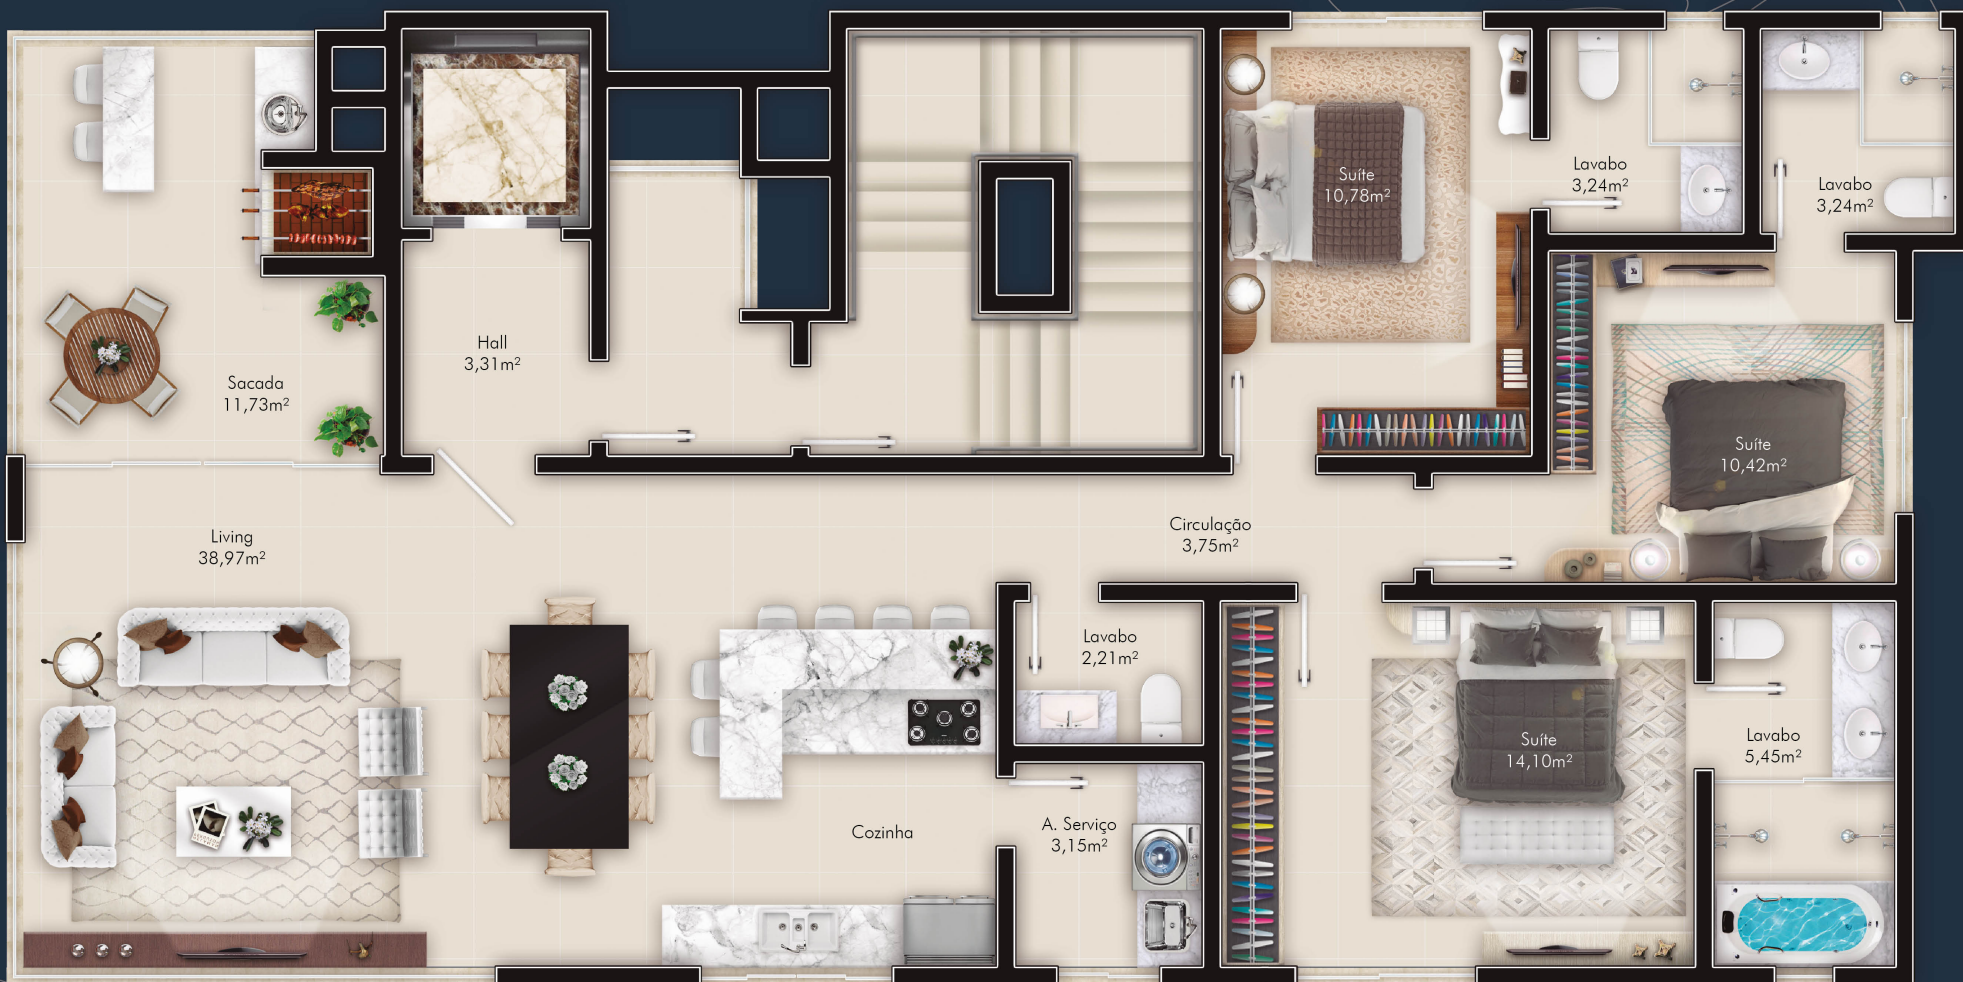 Lavabo
3,24m²
Suíte
10,78m²
Lavabo
3,24m²
Hall
3,31m²
Sacada
11,73m²
Suíte
10,42m²
Circulação
3,75m²
Living
38,97m²
Lavabo
2,21m²
Suíte
14,10m²
Lavabo
5,45m²
Cozinha
A. Serviço
3,15m²